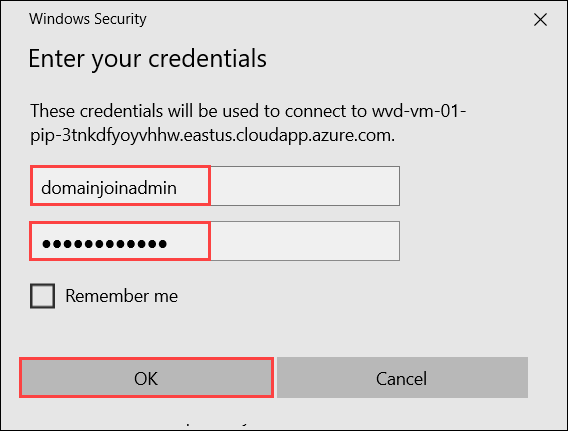 Windows Security
Enter your credentials
These credentials will be used to connect to wvd-vm-01-
pip-3tnkdfyoyvhhw.eastus.cloudapp.azure.com.
domainjoinadmin
●●●●●●●●●●●●
Remember me
OK
Cancel